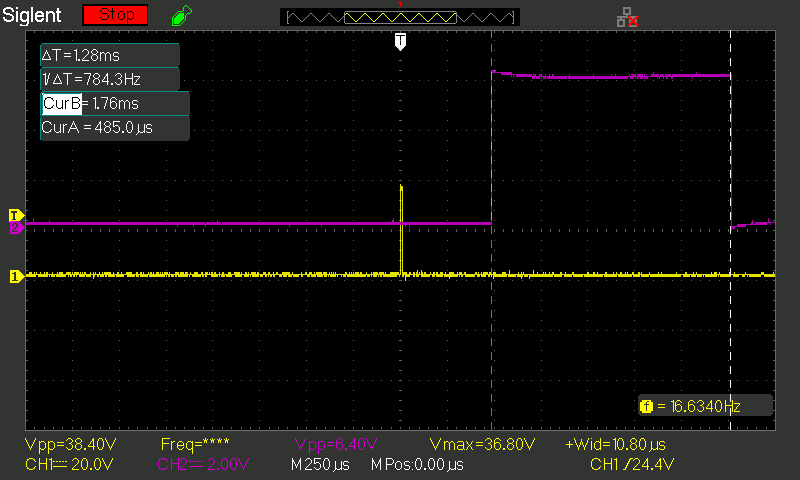 Siglent Stop T
T
ΔT=1.28ms
1/ΔT=784.3Hz
CurB=1.76ms
CurA=485.0µs
T
2
1
f = 16.6340Hz
Vpp=38.40V Freq=**** Vpp=6.40V Vmax=36.80V +Wid=10.80µs
CH1 20.0V CH2 2.00V M250µs MPos:0.00µs CH1 24.4V